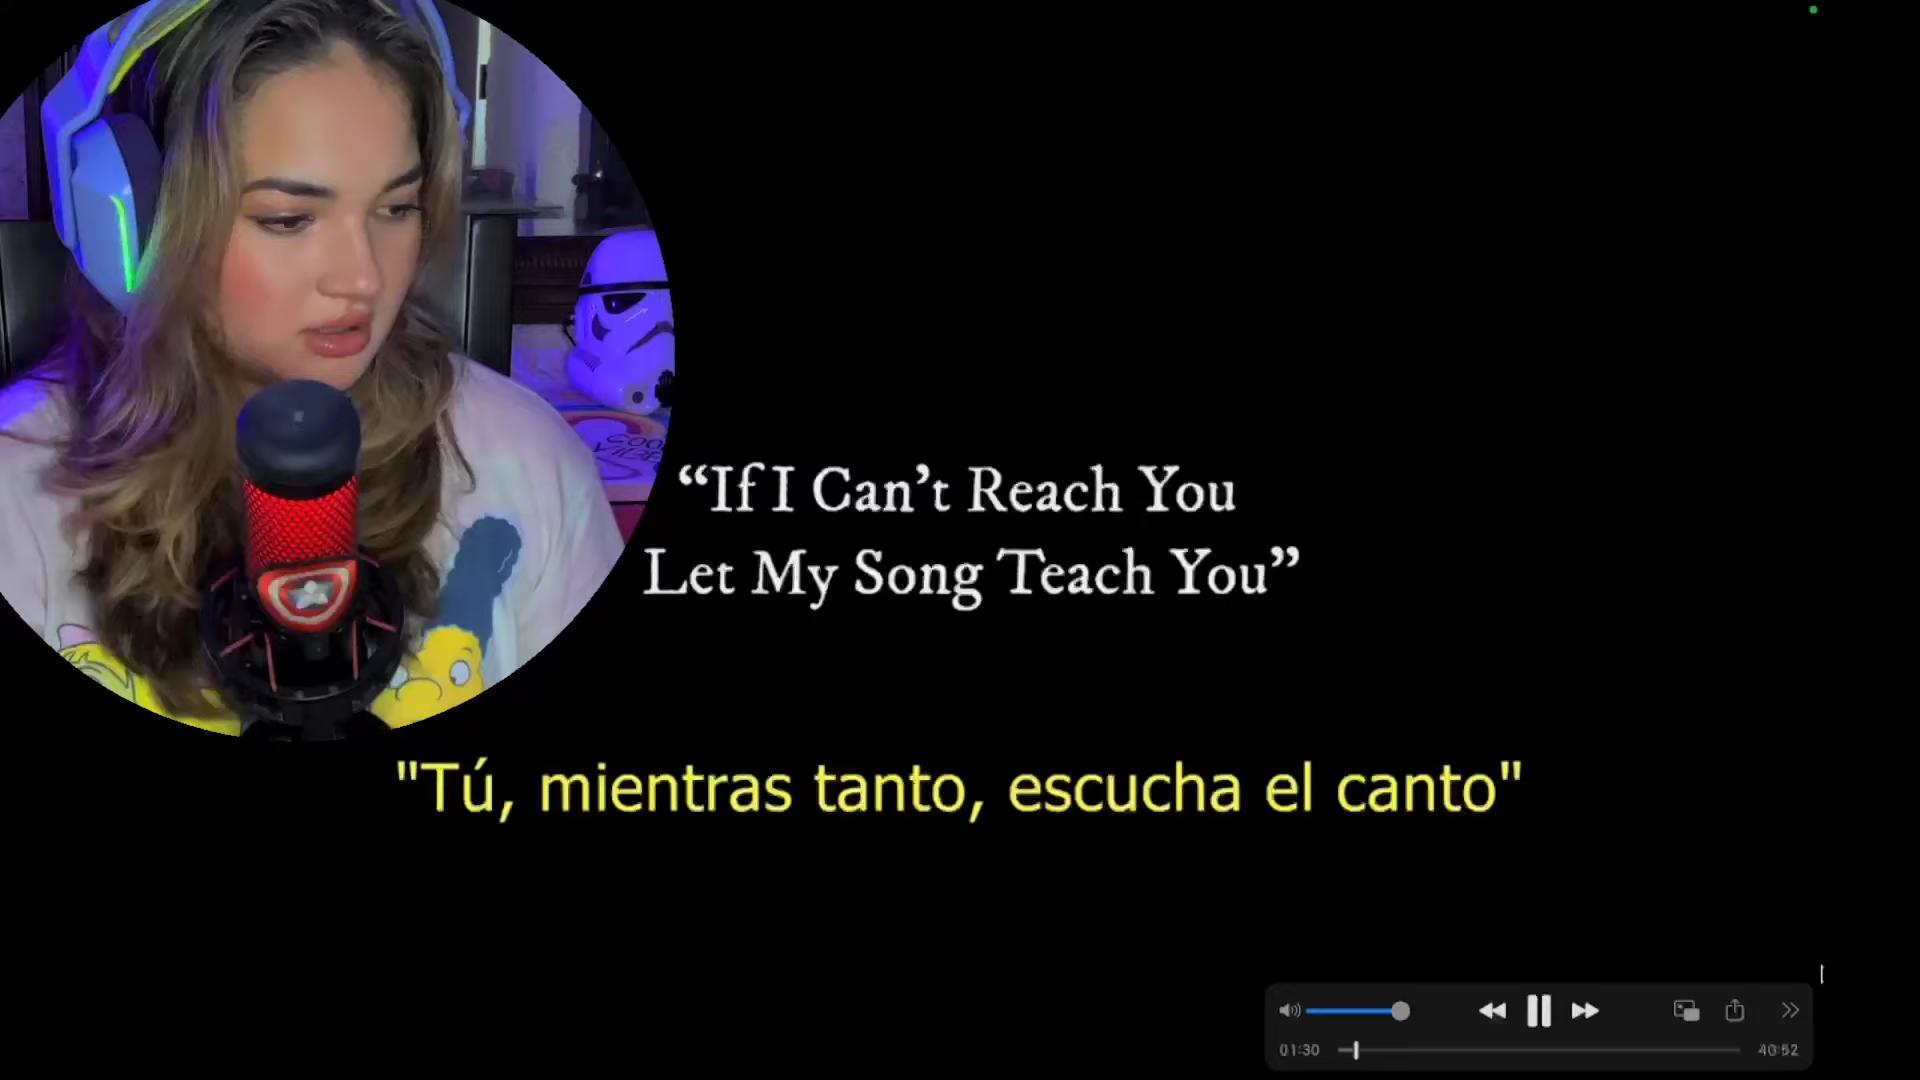 “If I Can’t Reach You
Let My Song Teach You”
"Tú, mientras tanto, escucha el canto"
01:30
40:52